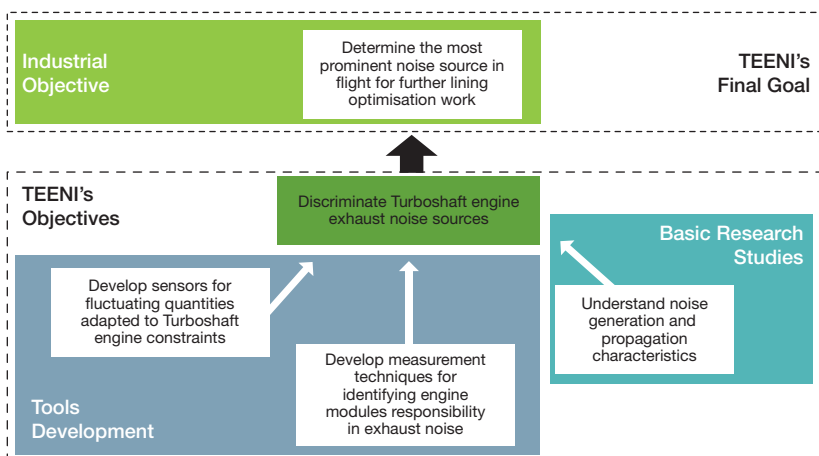 Industrial
Objective
Determine the most
prominent noise source in
flight for further lining
optimisation work
TEENI's
Final Goal
TEENI's
Objectives
Discriminate Turboshaft engine
exhaust noise sources
Basic Research
Studies
Develop sensors for
fluctuating quantities
adapted to Turboshaft
engine constraints
Understand noise
generation and
propagation
characteristics
Develop measurement
techniques for
identifying engine
modules responsibility
in exhaust noise
Tools
Development